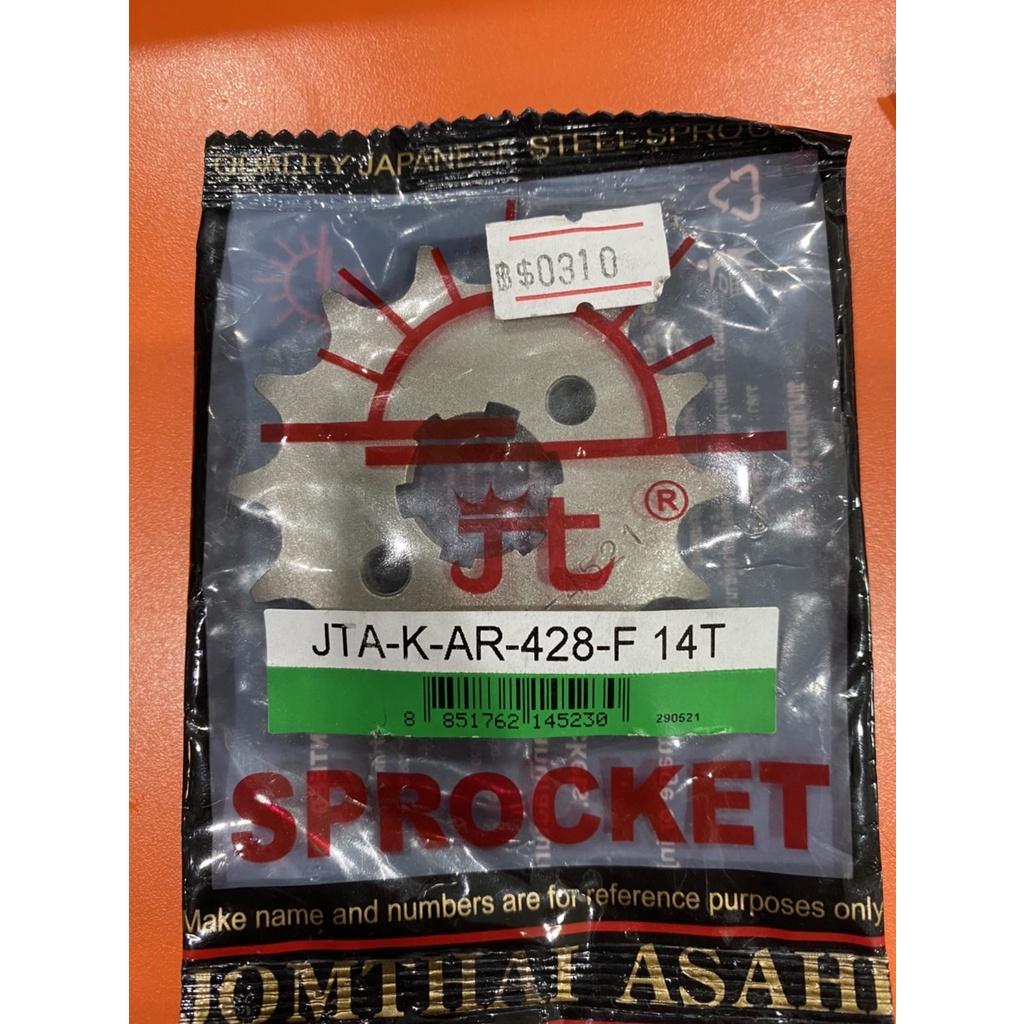 QUALITY JAPANESE STEEL SPROCK
฿$0310
jt ®
JTA-K-AR-428-F 14T
8 851762 145230
290521
SPROCKET
Make name and numbers are for reference purposes only
JOMTHAI ASAHI